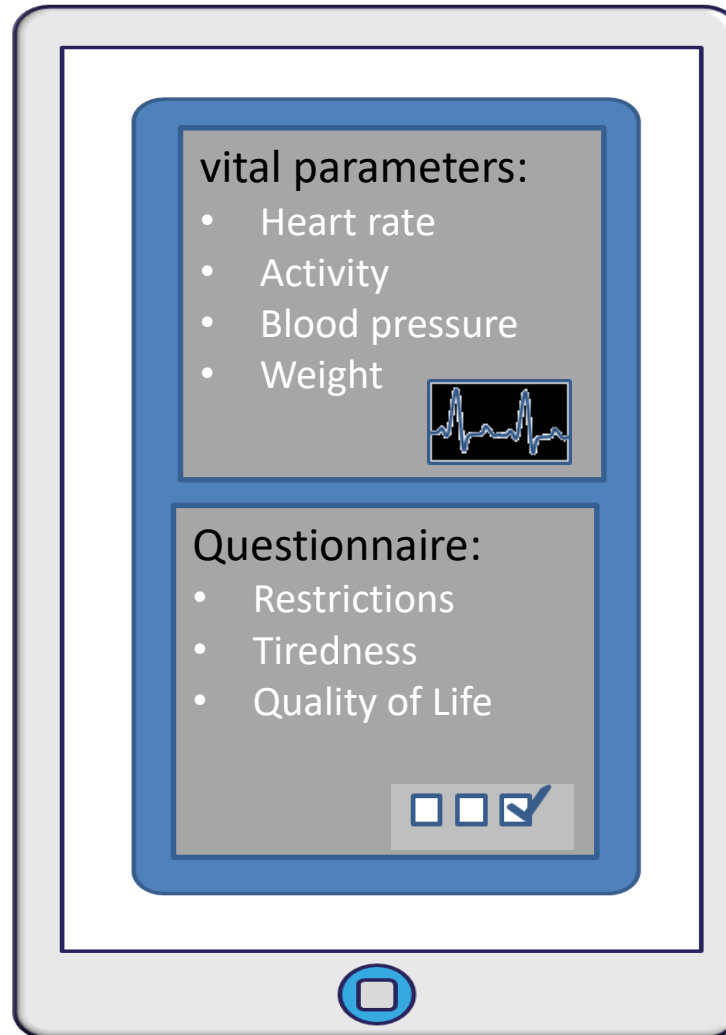 vital parameters:
• Heart rate
• Activity
• Blood pressure
• Weight
Questionnaire:
• Restrictions
• Tiredness
• Quality of Life